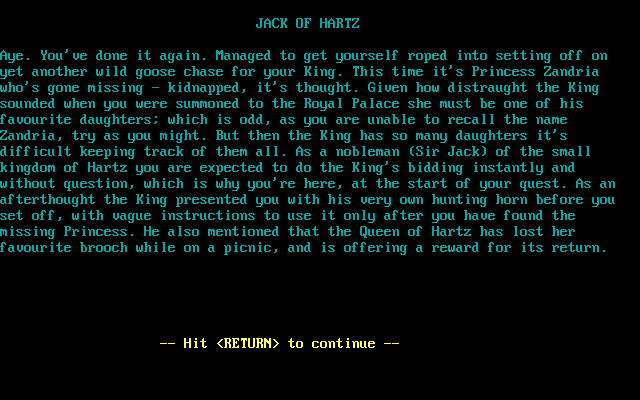 JACK OF HARTZ
Aye. You've done it again. Managed to get yourself roped into setting off on
yet another wild goose chase for your King. This time it's Princess Zandria
who's gone missing - kidnapped, it's thought. Given how distraught the King
sounded when you were summoned to the Royal Palace she must be one of his
favourite daughters; which is odd, as you are unable to recall the name
Zandria, try as you might. But then the King has so many daughters it's
difficult keeping track of them all. As a nobleman (Sir Jack) of the small
kingdom of Hartz you are expected to do the King's bidding instantly and
without question, which is why you're here, at the start of your quest. As an
afterthought the King presented you with his very own hunting horn before you
set off, with vague instructions to use it only after you have found the
missing Princess. He also mentioned that the Queen of Hartz has lost her
favourite brooch while on a picnic, and is offering a reward for its return.
-- Hit <RETURN> to continue --